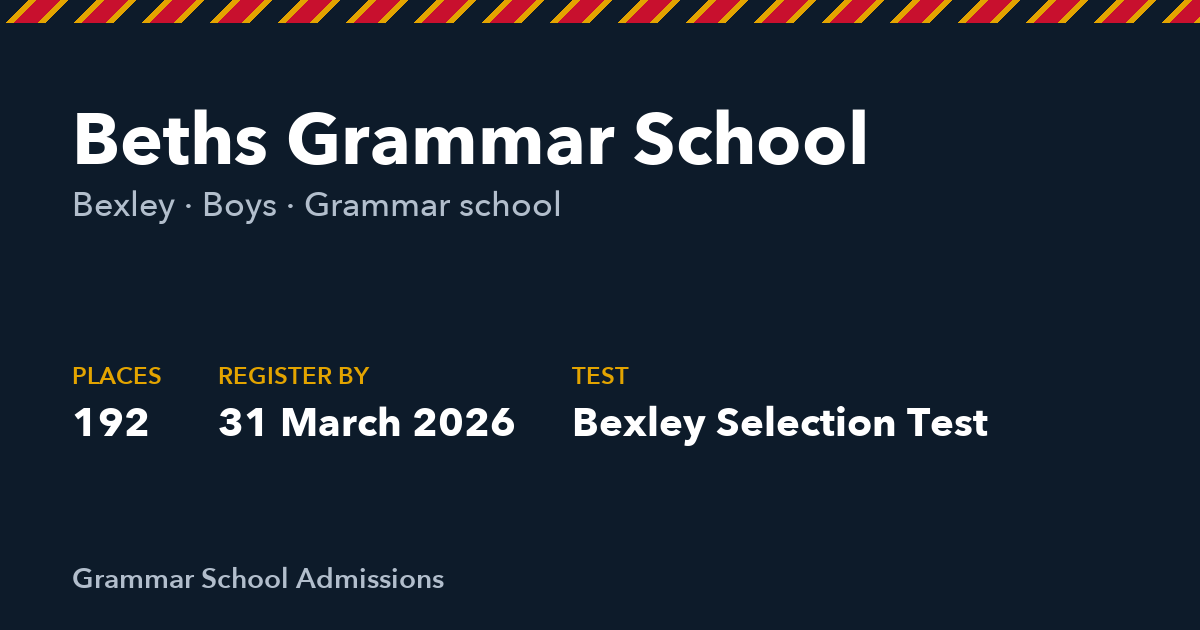 Beths Grammar School
Bexley · Boys · Grammar school
PLACES
192
REGISTER BY
31 March 2026
TEST
Bexley Selection Test
Grammar School Admissions